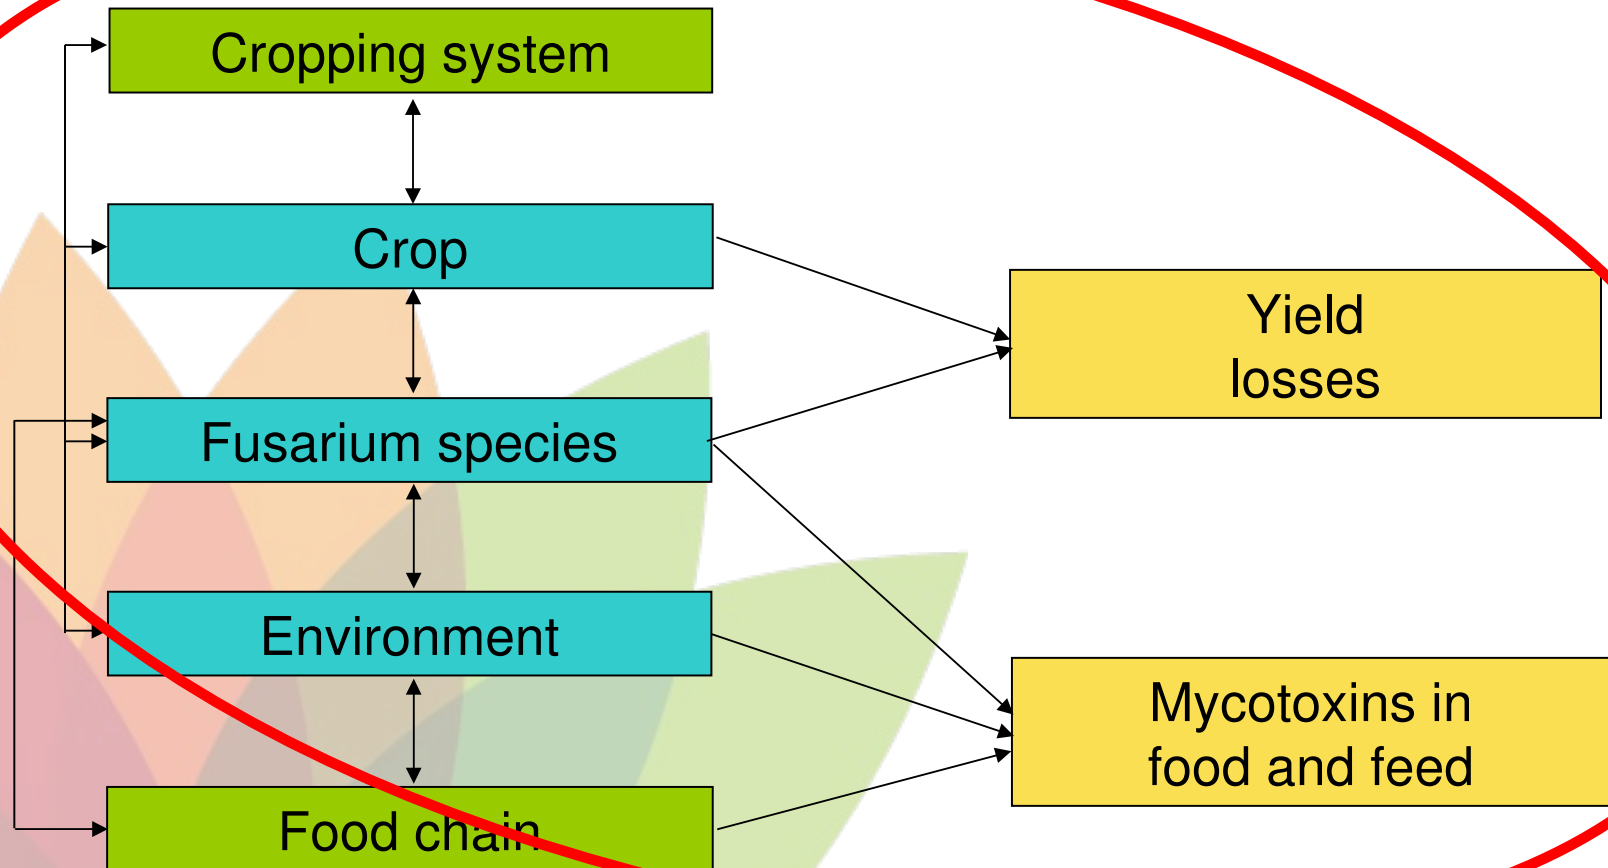 Cropping system
Crop
Yield
losses
Fusarium species
Environment
Mycotoxins in
food and feed
Food chain